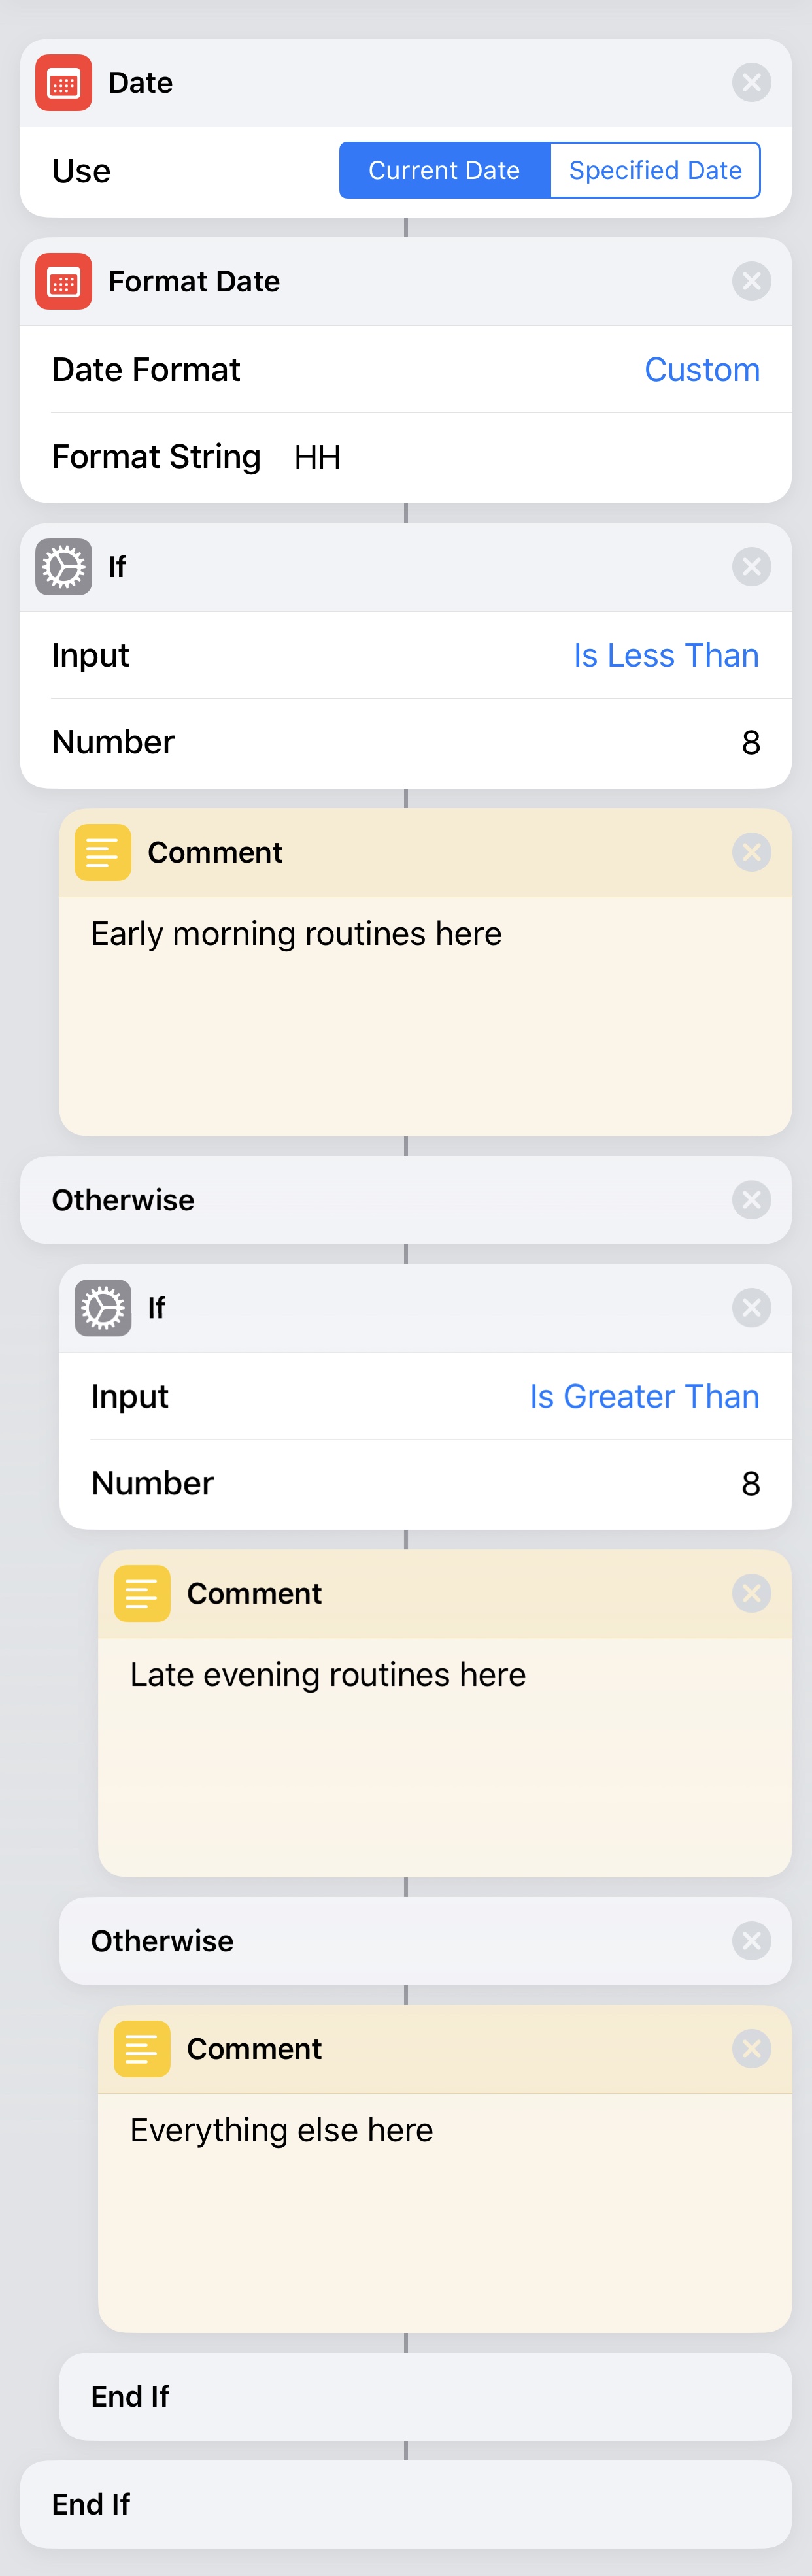 Date
Use Current Date Specified Date
Format Date
Date Format Custom
Format String HH
If
Input Is Less Than
Number 8
Comment
Early morning routines here
Otherwise
If
Input Is Greater Than
Number 8
Comment
Late evening routines here
Otherwise
Comment
Everything else here
End If
End If